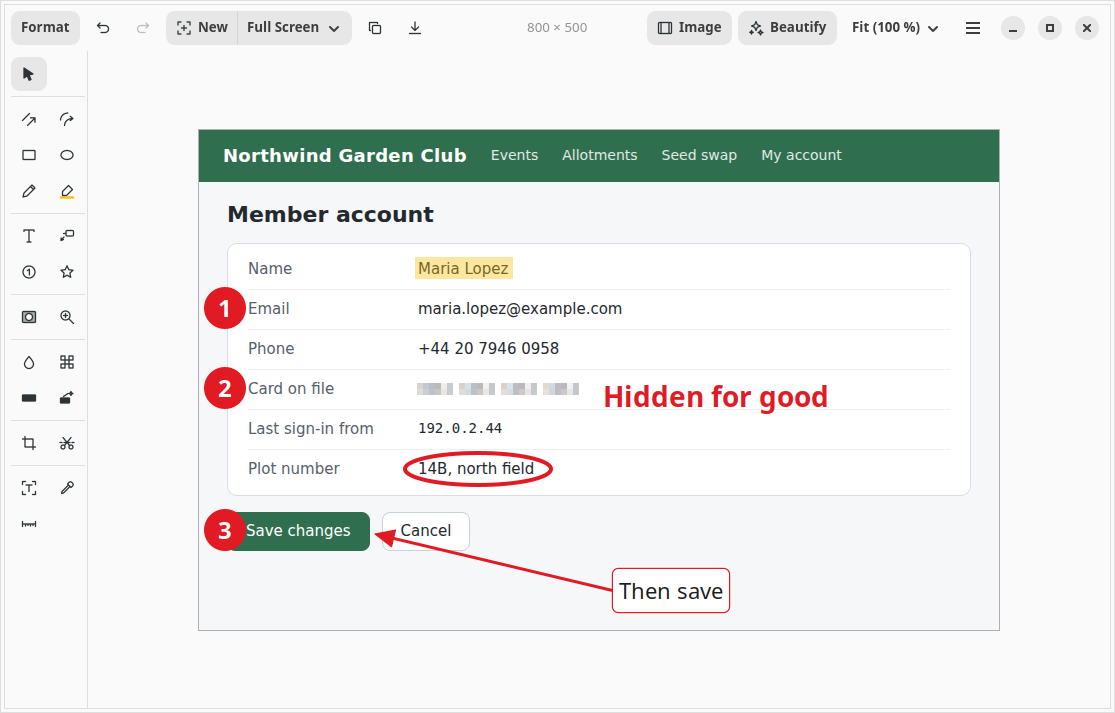 Format
New
Full Screen
800 × 500
Image
Beautify
Fit (100 %)
Northwind Garden Club
Events
Allotments
Seed swap
My account
Member account
Name
Maria Lopez
1
Email
maria.lopez@example.com
Phone
+44 20 7946 0958
2
Card on file
Hidden for good
Last sign-in from
192.0.2.44
Plot number
14B, north field
3
Save changes
Cancel
Then save